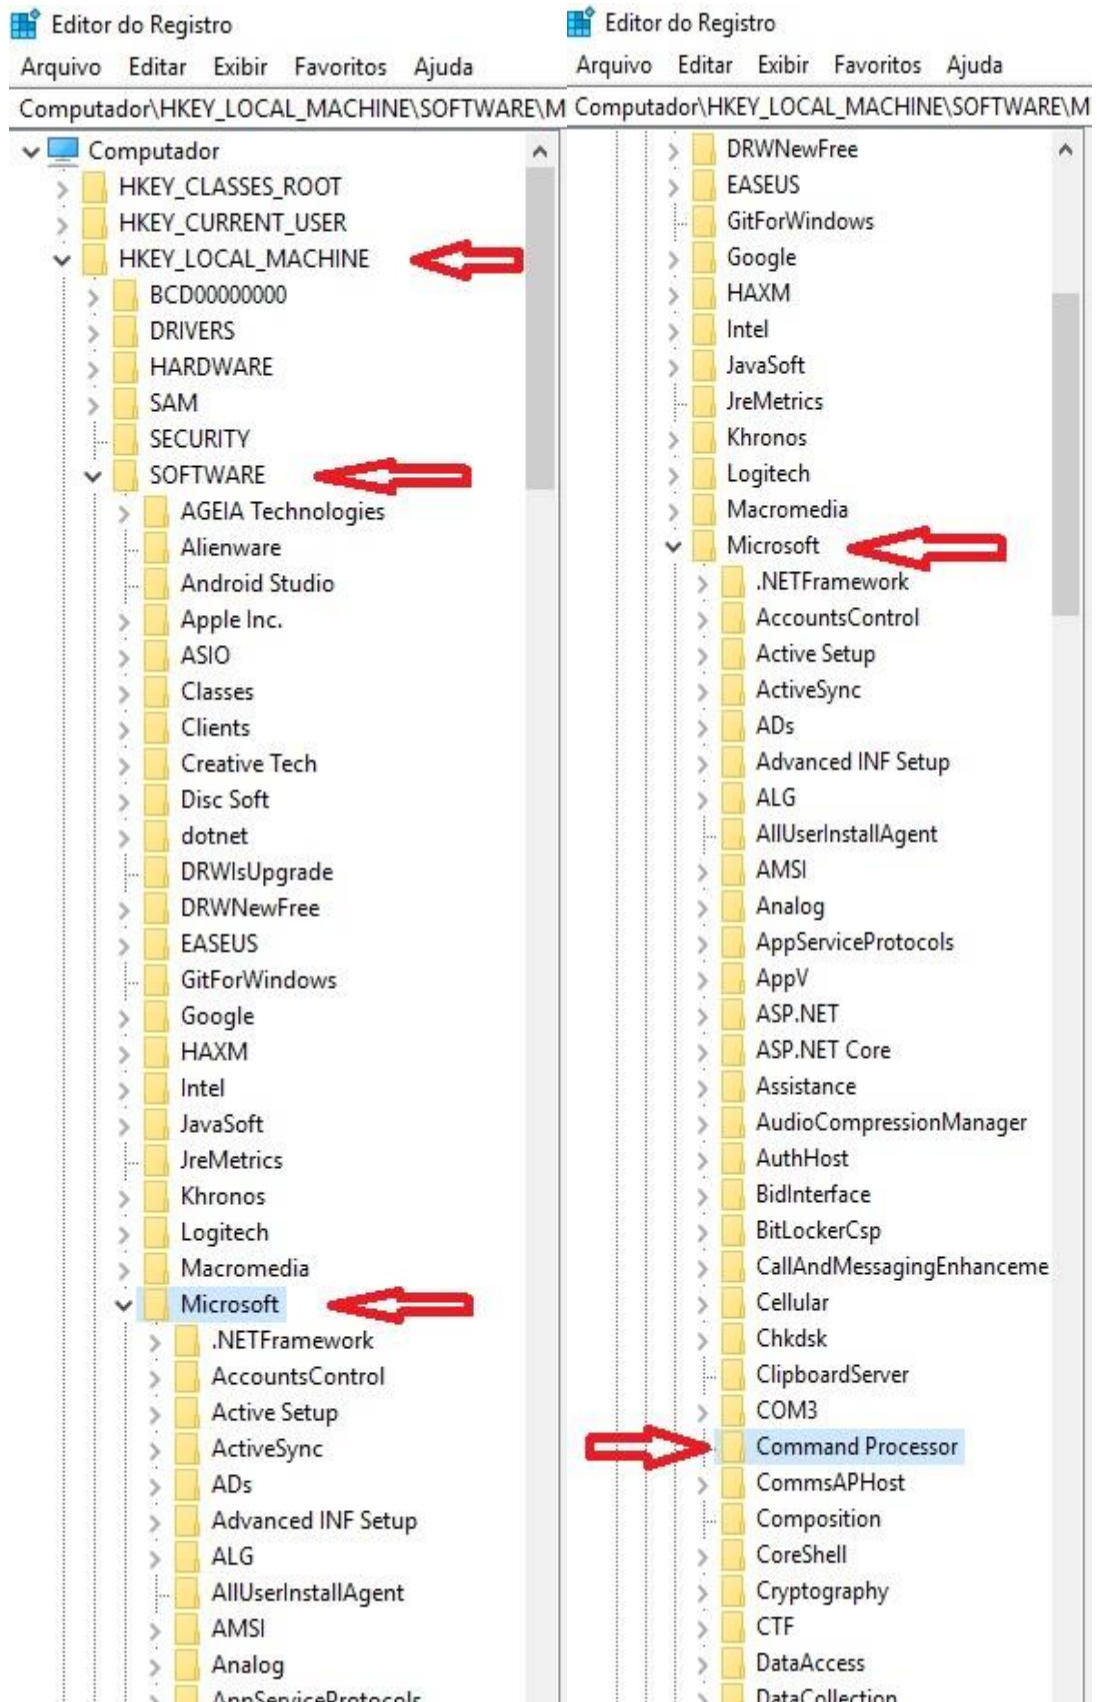 Editor do Registro
Arquivo Editar Exibir Favoritos Ajuda
Computador\HKEY_LOCAL_MACHINE\SOFTWARE\M
Computador
HKEY_CLASSES_ROOT
HKEY_CURRENT_USER
HKEY_LOCAL_MACHINE
BCD00000000
DRIVERS
HARDWARE
SAM
SECURITY
SOFTWARE
AGEIA Technologies
Alienware
Android Studio
Apple Inc.
ASIO
Classes
Clients
Creative Tech
Disc Soft
dotnet
DRWIsUpgrade
DRWNewFree
EASEUS
GitForWindows
Google
HAXM
Intel
JavaSoft
JreMetrics
Khronos
Logitech
Macromedia
Microsoft
.NETFramework
AccountsControl
Active Setup
ActiveSync
ADs
Advanced INF Setup
ALG
AllUserInstallAgent
AMSI
Analog
AppServiceProtocols
Editor do Registro
Arquivo Editar Exibir Favoritos Ajuda
Computador\HKEY_LOCAL_MACHINE\SOFTWARE\M
DRWNewFree
EASEUS
GitForWindows
Google
HAXM
Intel
JavaSoft
JreMetrics
Khronos
Logitech
Macromedia
Microsoft
.NETFramework
AccountsControl
Active Setup
ActiveSync
ADs
Advanced INF Setup
ALG
AllUserInstallAgent
AMSI
Analog
AppServiceProtocols
AppV
ASP.NET
ASP.NET Core
Assistance
AudioCompressionManager
AuthHost
BidInterface
BitLockerCsp
CallAndMessagingEnhanceme
Cellular
Chkdsk
ClipboardServer
COM3
Command Processor
CommsAPHost
Composition
CoreShell
Cryptography
CTF
DataAccess
DataCollection